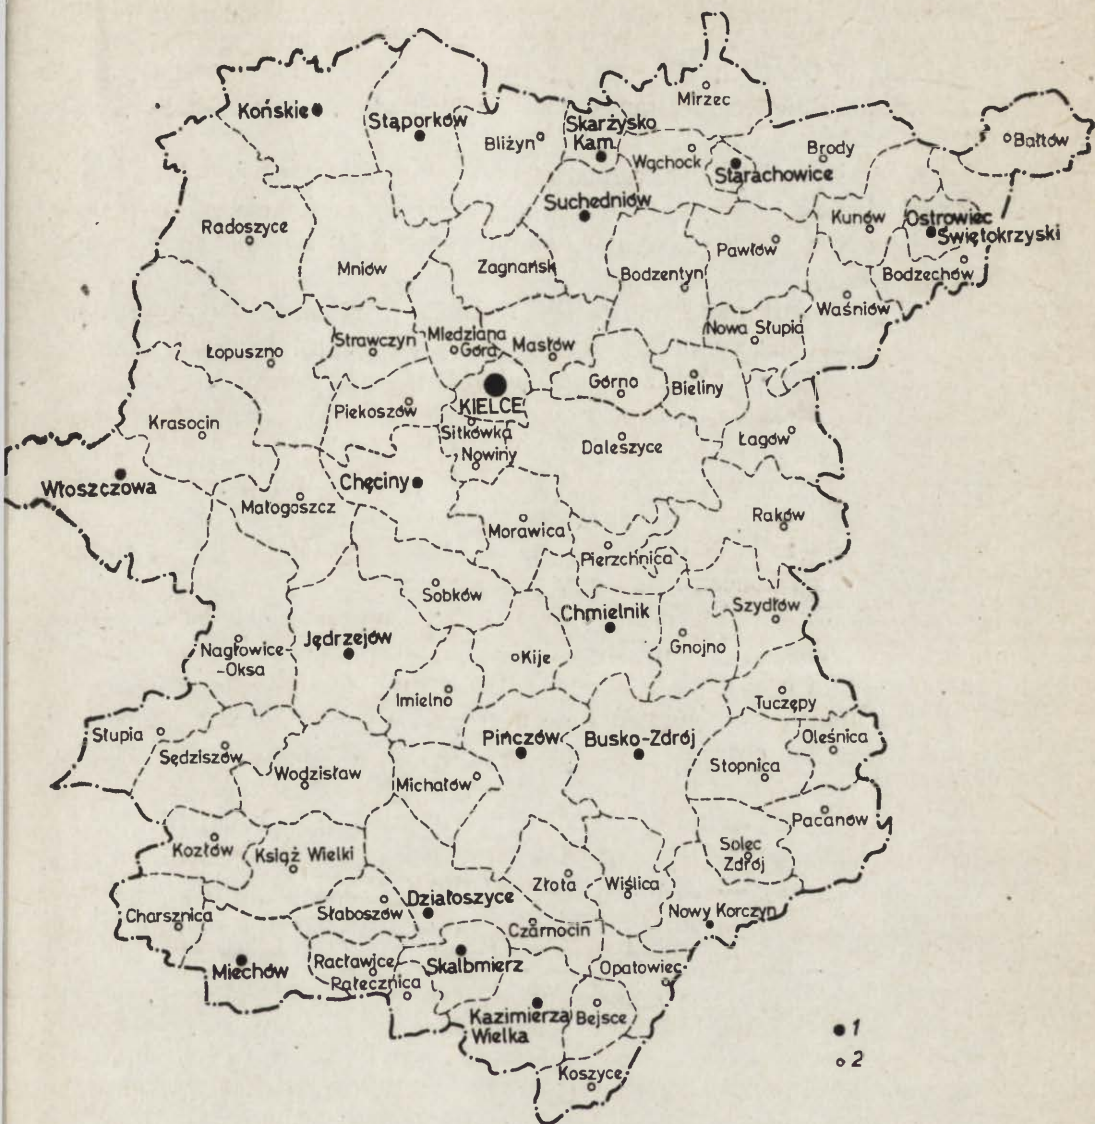 Mirzec
Końskie
Stąporków
Bliżyn
Skarżysko
Kam.
Wąchock
Starachowice
Brody
Bałtów
Suchedniów
Radoszyce
Mniów
Zagnańsk
Bodzentyn
Pawłów
Kunów
Ostrowiec
Świętokrzyski
Bodzechów
Waśniów
Nowa Słupia
Łopuszno
Strawczyn
Miedziana
Góra
Masłów
Górno
Bieliny
KIELCE
Piekoszów
Krasocin
Sitkówka
Nowiny
Daleszyce
Łagów
Włoszczowa
Małogoszcz
Chęciny
Morawica
Raków
Pierzchnica
Sobków
Chmielnik
Szydłów
Nagłowice-
-Oksa
Jędrzejów
Kije
Gnojno
Imielno
Tuczępy
Słupia
Sędziszów
Wodzisław
Pińczów
Busko-Zdrój
Stopnica
Oleśnica
Michałów
Pacanów
Kozłów
Książ Wielki
Solec
Zdrój
Złota
Wiślica
Charsznica
Słaboszów
Działoszyce
Nowy Korczyn
Czarnocin
Miechów
Racławice
Pałecznica
Skalbmierz
Opatowiec
Kazimierza
Wielka
Bejsce
Koszyce
1
2